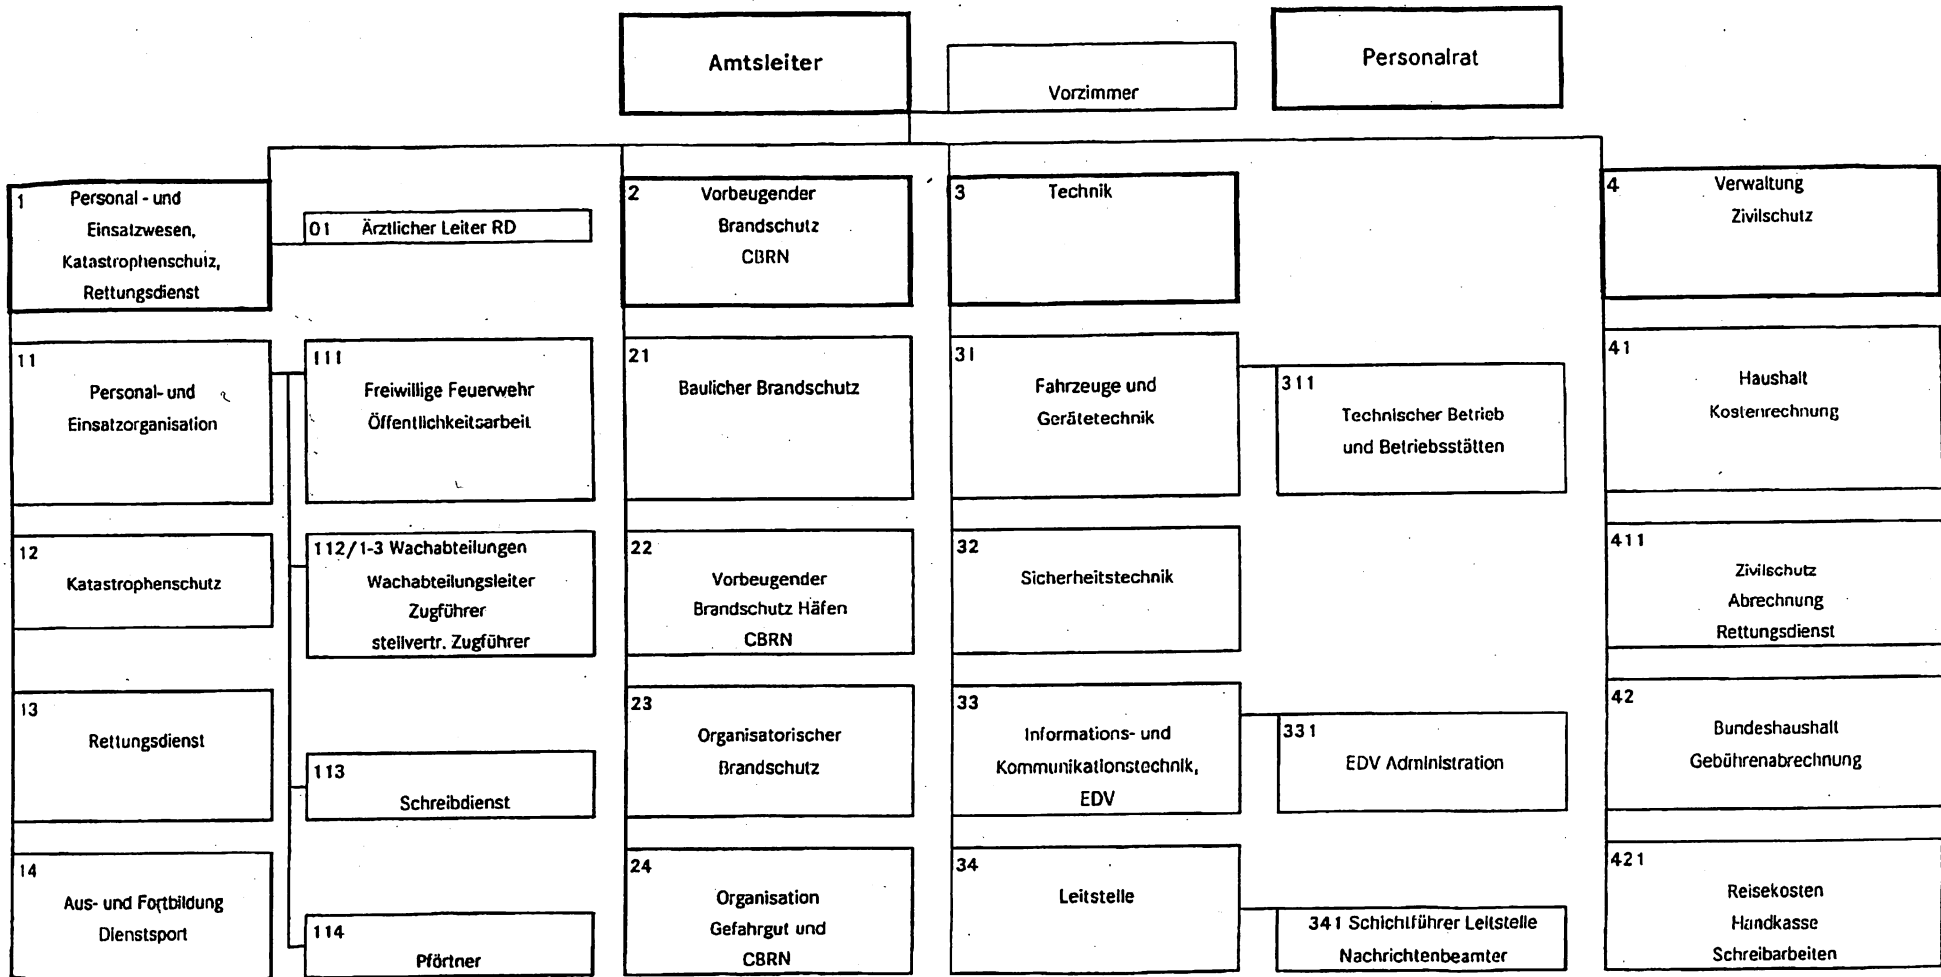 Amtsleiter
Vorzimmer
Personalrat
1 Personal - und
Einsatzwesen,
Katastrophenschutz,
Rettungsdienst
01 Ärztlicher Leiter RD
2 Vorbeugender
Brandschutz
CBRN
3 Technik
4 Verwaltung
Zivilschutz
11
Personal- und
Einsatzorganisation
111
Freiwillige Feuerwehr
Öffentlichkeitsarbeit
21
Baulicher Brandschutz
31
Fahrzeuge und
Gerätetechnik
311
Technischer Betrieb
und Betriebsstätten
41
Haushalt
Kostenrechnung
12
Katastrophenschutz
112/1-3 Wachabteilungen
Wachabteilungsleiter
Zugführer
stellvertr. Zugführer
22
Vorbeugender
Brandschutz Häfen
CBRN
32
Sicherheitstechnik
411
Zivilschutz
Abrechnung
Rettungsdienst
13
Rettungsdienst
113
Schreibdienst
23
Organisatorischer
Brandschutz
33
Informations- und
Kommunikationstechnik,
EDV
331
EDV Administration
42
Bundeshaushalt
Gebührenabrechnung
14
Aus- und Fortbildung
Dienstsport
114
Pförtner
24
Organisation
Gefahrgut und
CBRN
34
Leitstelle
341 Schichtführer Leitstelle
Nachrichtenbeamter
421
Reisekosten
Handkasse
Schreibarbeiten